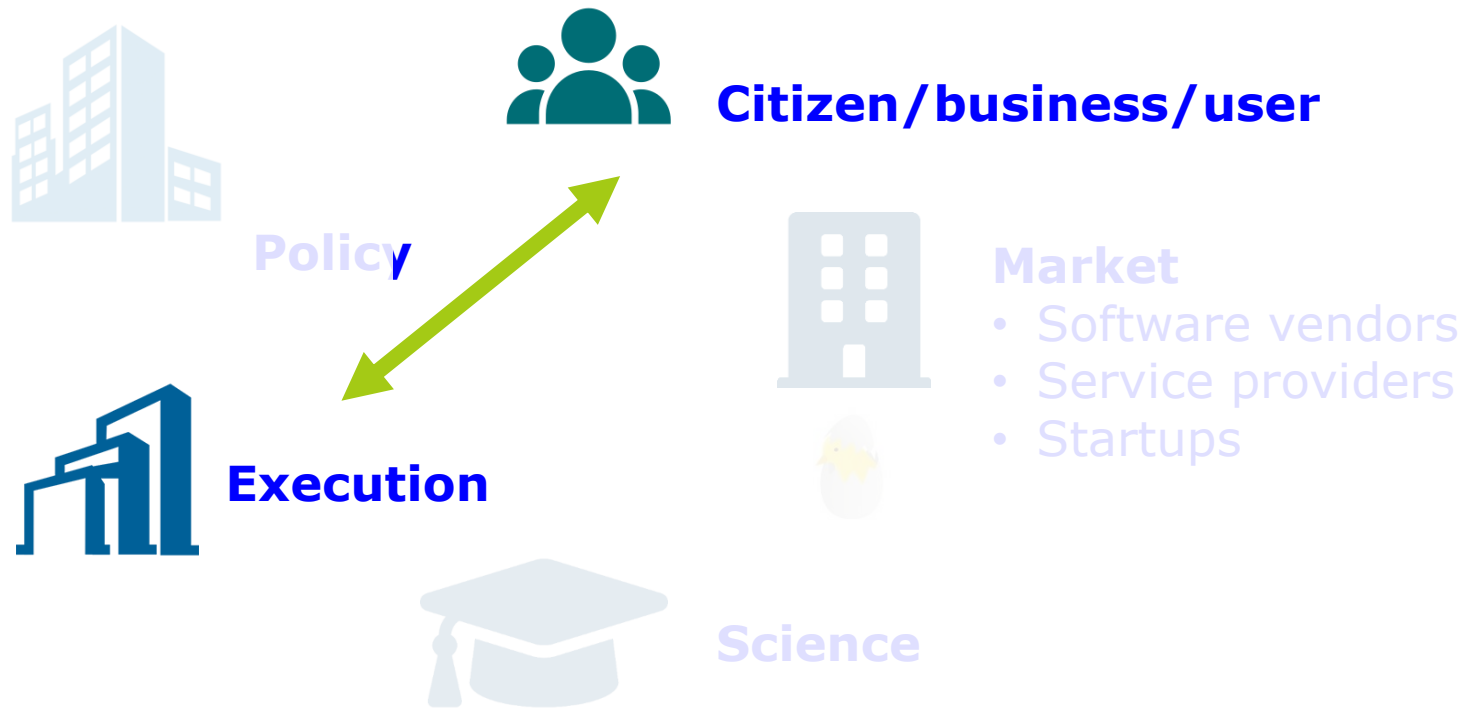 Citizen/business/user
Policy
Market
• Software vendors
• Service providers
• Startups
Execution
Science